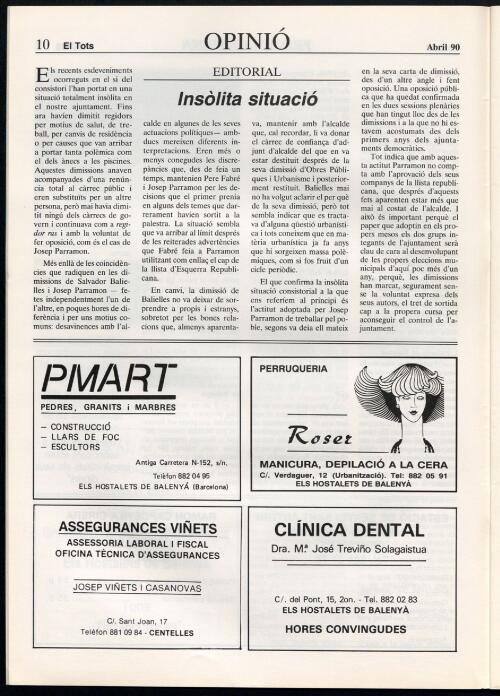 10 El Tots
OPINIÓ
Abril 90
EDITORIAL
Insòlita situació
Els recents esdeveniments
ocorreguts en el si del
consistori l'han portat en una
situació totalment insòlita en
el nostre ajuntament. Fins
ara havien dimitit regidors
per motius de salut, de tre-
ball, per canvis de residència
o per causes que van arribar
a portar tanta polèmica com
el dels ànecs a les piscines.
Aquestes dimissions anaven
acompanyades d'una renún-
cia total al càrrec públic i
eren substituïts per un altre
persona, però mai havia dimi-
tit ningú dels càrrecs de go-
vern i continuava com a regi-
dor ras i amb la voluntat de
fer oposició, com és el cas de
Josep Parramon.
Més enllà de les coincidèn-
cies que radiquen en les di-
missions de Salvador Balie-
lles i Josep Parramon — fe-
tes independentment l'un de
l'altre, en poques hores de di-
ferència i per uns motius co-
muns: desavinences amb l'al-
calde en algunes de les seves
actuacions polítiques— amb-
dues mereixen diferents in-
terpretacions. Eren més o
menys conegudes les discre-
pàncies que, des de feia un
temps, mantenien Pere Fabré
i Josep Parramon per les de-
cisions que el primer prenia
en alguns dels temes que dar-
rerament havien sortit a la
palestra. La situació sembla
que va arribar al límit després
de les reiterades advertències
que Fabré feia a Parramon
utilitzant com enllaç el cap de
la llista d'Esquerra Republi-
cana.
En canvi, la dimissió de
Balielles no va deixar de sor-
prendre a propis i estranys,
sobretot per les bones rela-
cions que, almenys aparenta-
va, mantenir amb l'alcalde
que, cal recordar, li va donar
el càrrec de confiança d'ad-
junt d'alcalde del que en va
estar destituït després de la
seva dimissió d'Obres Públi-
ques i Urbanisme i posterior-
ment restituït. Balielles mai
no ha volgut aclarir el per què
de la seva dimissió, però tot
sembla indicar que es tracta-
va d'alguna qüestió urbanísti-
ca i tots coneixem que en ma-
tèria urbanística ja fa anys
que hi sorgeixen massa polè-
miques, com si fos fruit d'un
cicle periòdic.
El que confirma la insòlita
situació consistorial a la que
ens referíem al principi és
l'actitud adoptada per Josep
Parramon de treballar pel po-
ble, segons va deia ell mateix
en la seva carta de dimissió,
des d'un altre angle i fent
oposició. Una oposició públi-
ca que ha quedat confirmada
en les dues sessions plenàries
que han tingut lloc des de les
dimissions i a la que no hi es-
tàvem acostumats des dels
primers anys dels ajunta-
ments democràtics.
Tot indica que amb aques-
ta actitud Parramon no comp-
ta amb l'aprovació dels seus
companys de la llista republi-
cana, que després d'aquests
fets aparenten estar més que
mai al costat de l'alcalde. I
això és important perquè el
paper que adoptin en els pro-
pers mesos els dos grups in-
tegrants de l'ajuntament serà
clau de cara al desenvolupament
de les properes eleccions mu-
nicipals d'aquí poc més d'un
any, perquè, les dimissions
han marcat, segurament sen-
se la voluntat expresa dels
seus autors, el tret de sortida
cap a la propera cursa per
aconseguir el control de l'a-
juntament.
PMART
PEDRES, GRANITS i MARBRES
— CONSTRUCCIÓ
— LLARS DE FOC
— ESCULTORS
Antiga Carretera N-152, s/n.
Telèfon 882 04 95
ELS HOSTALETS DE BALENYÀ (Barcelona)
PERRUQUERIA
Roser
MANICURA, DEPILACIÓ A LA CERA
C/. Verdaguer, 12 (Urbanització). Tel: 882 05 91
ELS HOSTALETS DE BALENYÀ
ASSEGURANCES VIÑETS
ASSESSORIA LABORAL I FISCAL
OFICINA TÈCNICA D'ASSEGURANCES
JOSEP VIÑETS I CASANOVAS
C/. Sant Joan, 17
Telèfon 881 09 84 - CENTELLES
CLÍNICA DENTAL
Dra. M.ª José Treviño Solagaistua
C/. del Pont, 15, 2on. - Tel. 882 02 83
ELS HOSTALETS DE BALENYÀ
HORES CONVINGUDES